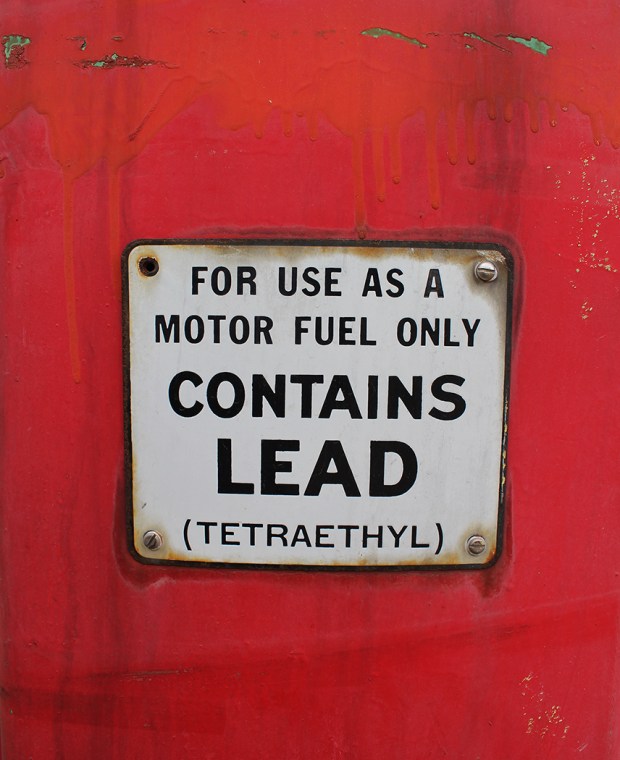 FOR USE AS A
MOTOR FUEL ONLY
CONTAINS
LEAD
(TETRAETHYL)